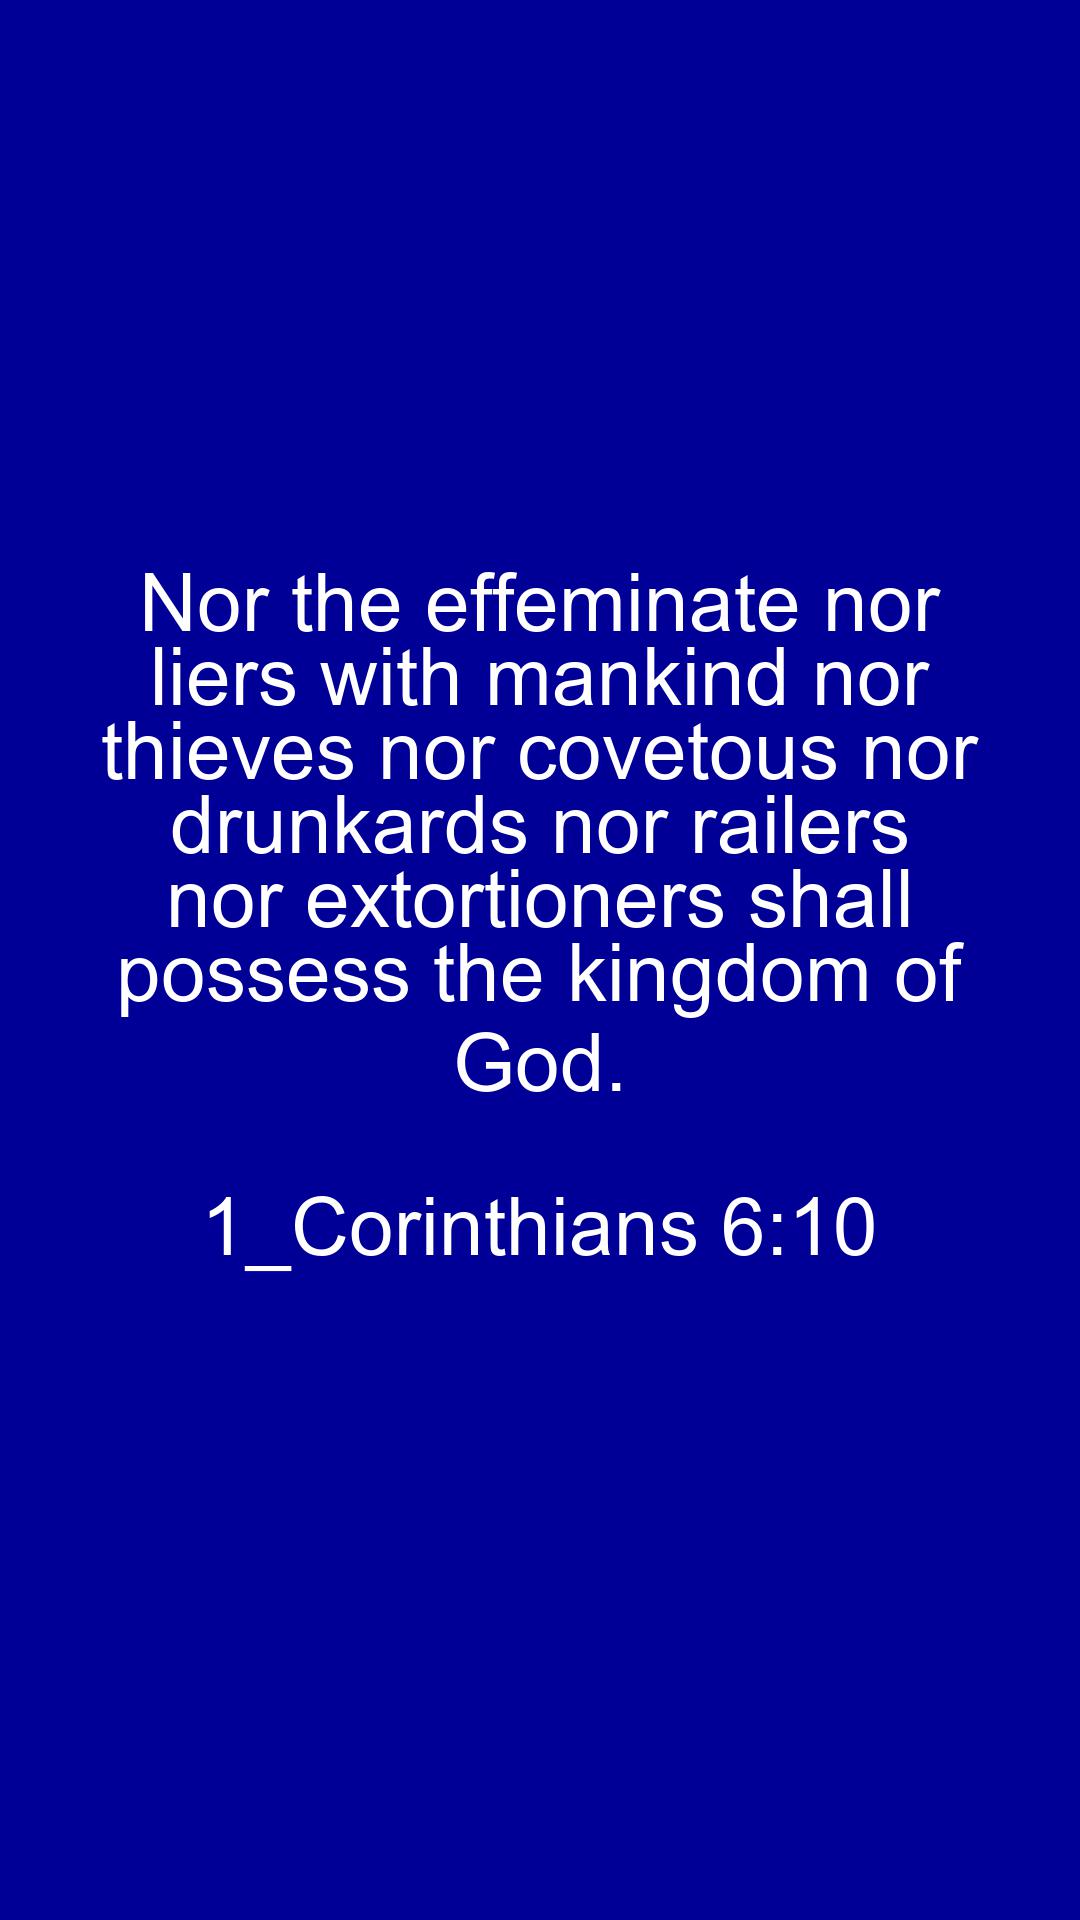 Nor the effeminate nor
liers with mankind nor
thieves nor covetous nor
drunkards nor railers
nor extortioners shall
possess the kingdom of
God.
1_Corinthians 6:10